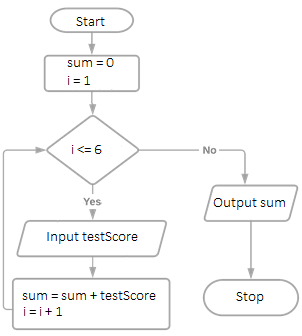 Start
sum = 0
i = 1
i <= 6
No
Yes
Output sum
Input testScore
sum = sum + testScore
i = i + 1
Stop